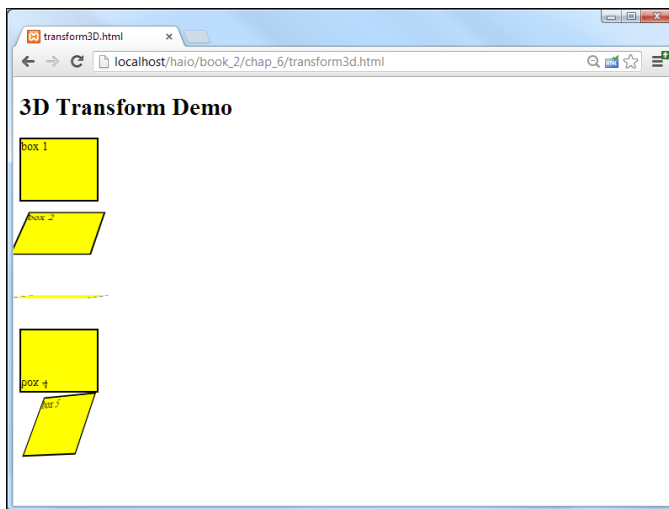 transform3D.html
localhost/haio/book_2/chap_6/transform3d.html
3D Transform Demo
box 1
box 2
box 4
box 5